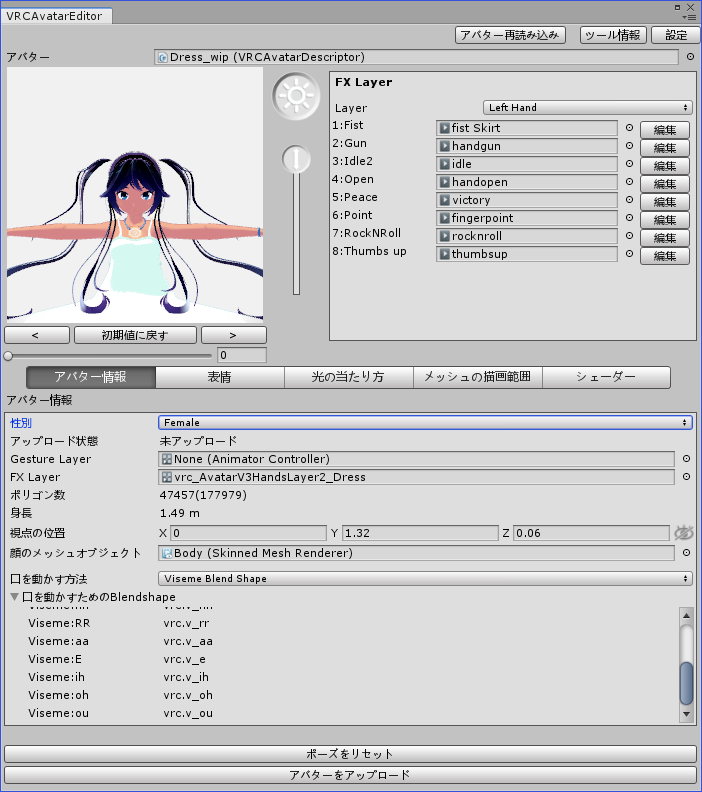 VRCAvatarEditor
アバター再読み込み ツール情報 設定
アバター Dress_wip (VRCAvatarDescriptor)
FX Layer
Layer Left Hand
1:Fist fist Skirt 編集
2:Gun handgun 編集
3:Idle2 idle 編集
4:Open handopen 編集
5:Peace victory 編集
6:Point fingerpoint 編集
7:RockNRoll rocknroll 編集
8:Thumbs up thumbsup 編集
< 初期値に戻す >
0
アバター情報 表情 光の当たり方 メッシュの描画範囲 シェーダー
アバター情報
性別 Female
アップロード状態 未アップロード
Gesture Layer None (Animator Controller)
FX Layer vrc_AvatarV3HandsLayer2_Dress
ポリゴン数 47457(177979)
身長 1.49 m
視点の位置 X 0 Y 1.32 Z 0.06
顔のメッシュオブジェクト Body (Skinned Mesh Renderer)
口を動かす方法 Viseme Blend Shape
口を動かすためのBlendshape
Viseme:nn vrc.v_nn
Viseme:RR vrc.v_rr
Viseme:aa vrc.v_aa
Viseme:E vrc.v_e
Viseme:ih vrc.v_ih
Viseme:oh vrc.v_oh
Viseme:ou vrc.v_ou
ポーズをリセット
アバターをアップロード